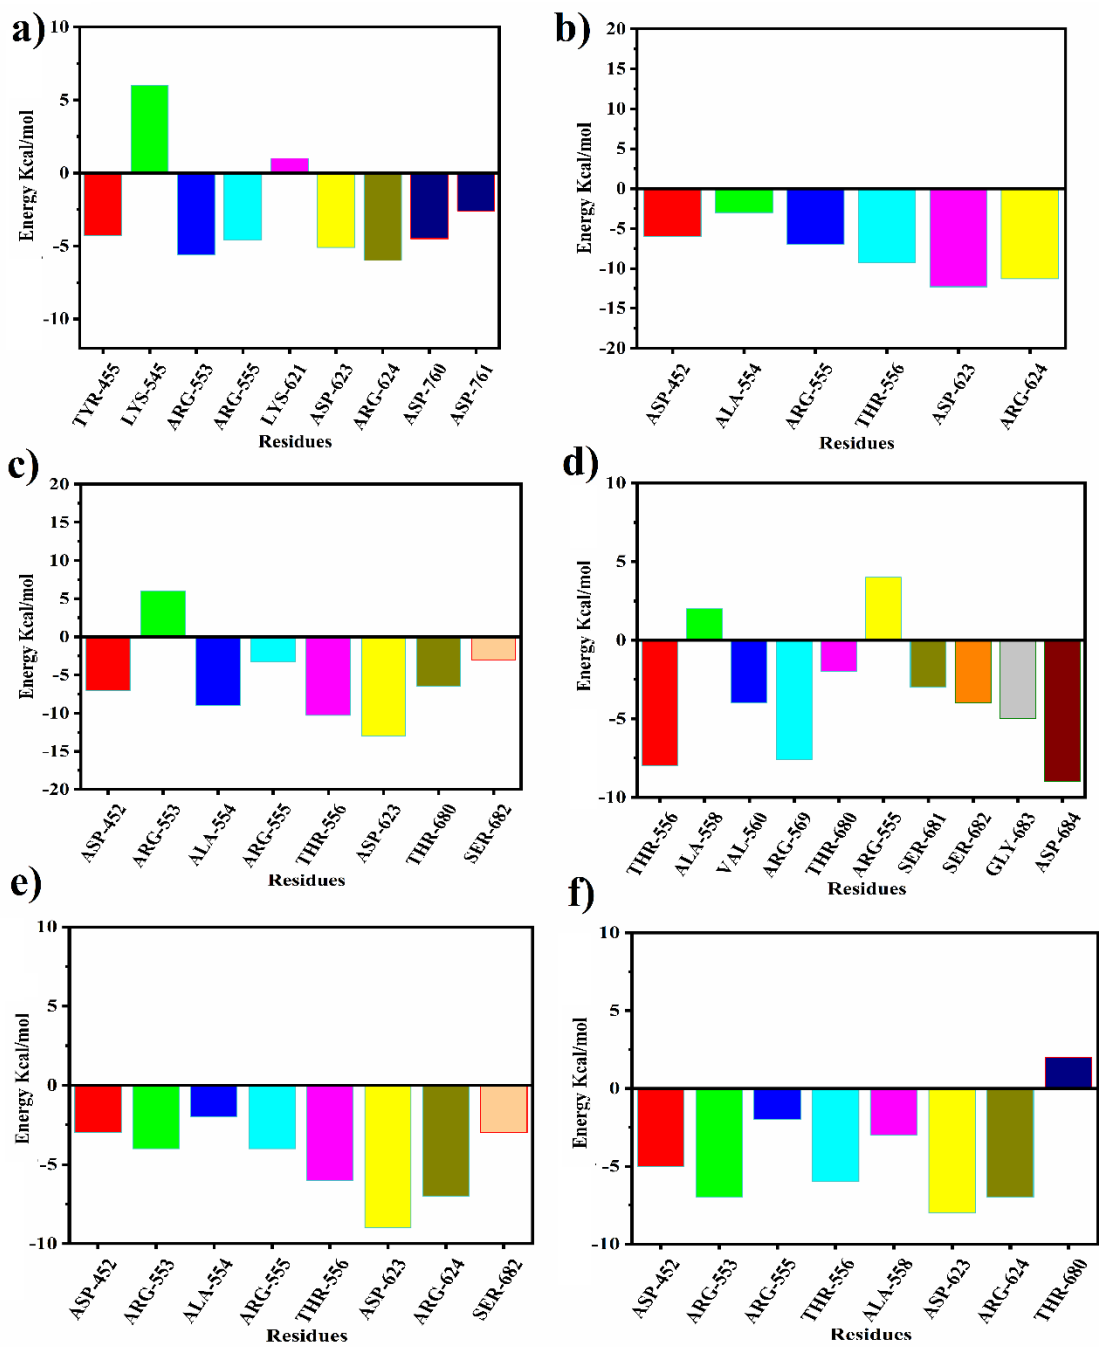 a)
Energy Kcal/mol
10
5
0
-5
-10
TYR-455
LYS-545
ARG-553
ARG-555
LYS-621
ASP-623
ARG-624
ASP-760
ASP-761
Residues
b)
Energy Kcal/mol
20
15
10
5
0
-5
-10
-15
-20
ASP-452
ALA-554
ARG-555
THR-556
ASP-623
ARG-624
Residues
c)
Energy Kcal/mol
20
15
10
5
0
-5
-10
-15
-20
ASP-452
ARG-553
ALA-554
ARG-555
THR-556
ASP-623
THR-680
SER-682
Residues
d)
Energy Kcal/mol
10
5
0
-5
-10
THR-556
ALA-558
VAL-560
ARG-569
THR-680
ARG-555
SER-681
SER-682
GLY-683
ASP-684
Residues
e)
Energy Kcal/mol
10
5
0
-5
-10
ASP-452
ARG-553
ALA-554
ARG-555
THR-556
ASP-623
ARG-624
SER-682
Residues
f)
Energy Kcal/mol
10
5
0
-5
-10
ASP-452
ARG-553
ARG-555
THR-556
ALA-558
ASP-623
ARG-624
THR-680
Residues